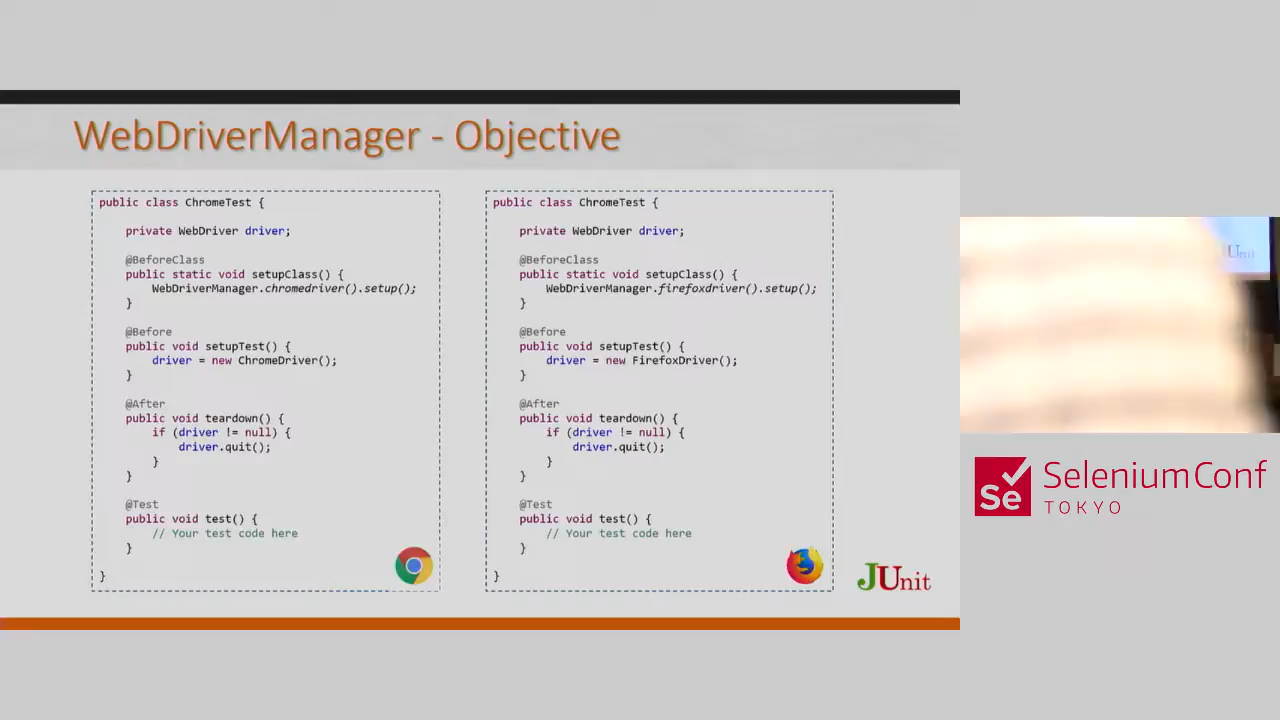 WebDriverManager - Objective
public class ChromeTest {
private WebDriver driver;
@BeforeClass
public static void setupClass() {
WebDriverManager.chromedriver().setup();
}
@Before
public void setupTest() {
driver = new ChromeDriver();
}
@After
public void teardown() {
if (driver != null) {
driver.quit();
}
}
@Test
public void test() {
// Your test code here
}
}
public class ChromeTest {
private WebDriver driver;
@BeforeClass
public static void setupClass() {
WebDriverManager.firefoxdriver().setup();
}
@Before
public void setupTest() {
driver = new FirefoxDriver();
}
@After
public void teardown() {
if (driver != null) {
driver.quit();
}
}
@Test
public void test() {
// Your test code here
}
}
JUnit
Unit
Se SeleniumConf
TOKYO